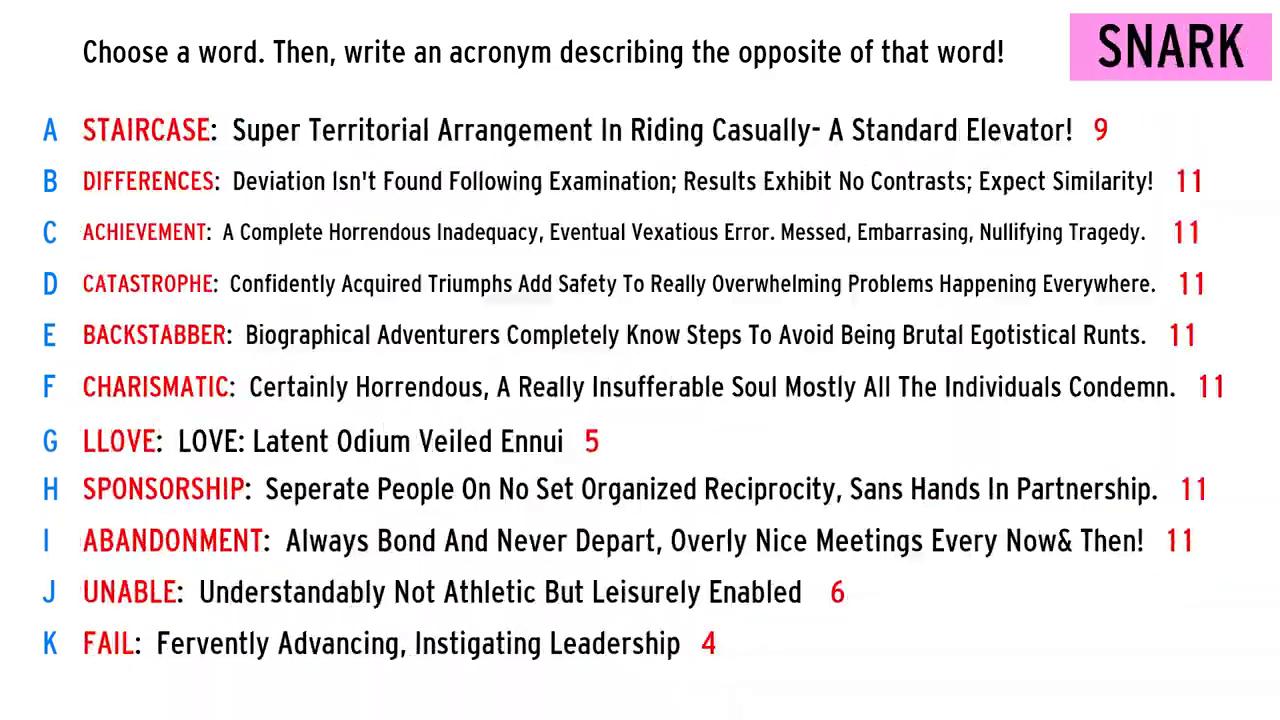 Choose a word. Then, write an acronym describing the opposite of that word!
SNARK
A STAIRCASE: Super Territorial Arrangement In Riding Casually- A Standard Elevator! 9
B DIFFERENCES: Deviation Isn't Found Following Examination; Results Exhibit No Contrasts; Expect Similarity! 11
C ACHIEVEMENT: A Complete Horrendous Inadequacy, Eventual Vexatious Error. Messed, Embarrasing, Nullifying Tragedy. 11
D CATASTROPHE: Confidently Acquired Triumphs Add Safety To Really Overwhelming Problems Happening Everywhere. 11
E BACKSTABBER: Biographical Adventurers Completely Know Steps To Avoid Being Brutal Egotistical Runts. 11
F CHARISMATIC: Certainly Horrendous, A Really Insufferable Soul Mostly All The Individuals Condemn. 11
G LLOVE: LOVE: Latent Odium Veiled Ennui 5
H SPONSORSHIP: Seperate People On No Set Organized Reciprocity, Sans Hands In Partnership. 11
I ABANDONMENT: Always Bond And Never Depart, Overly Nice Meetings Every Now& Then! 11
J UNABLE: Understandably Not Athletic But Leisurely Enabled 6
K FAIL: Fervently Advancing, Instigating Leadership 4